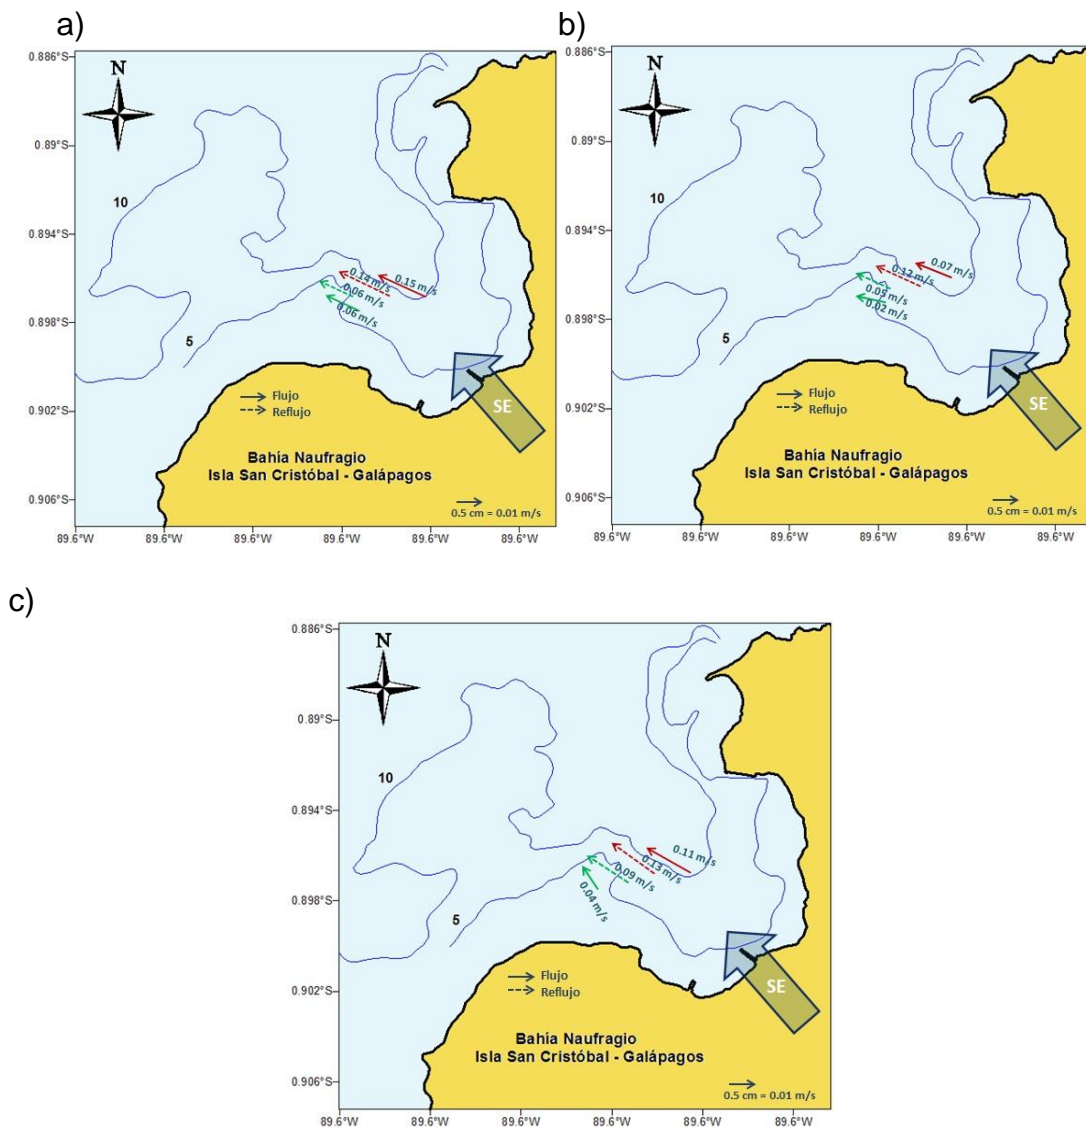 a)
0.886°S
0.89°S
0.894°S
0.898°S
0.902°S
0.906°S
N
10
5
0.14 m/s
0.15 m/s
0.06 m/s
0.06 m/s
SE
Flujo
Reflujo
Bahía Naufragio
Isla San Cristóbal - Galápagos
0.5 cm = 0.01 m/s
89.6°W 89.6°W 89.6°W 89.6°W 89.6°W 89.6°W
b)
0.886°S
0.89°S
0.894°S
0.898°S
0.902°S
0.906°S
N
10
5
0.07 m/s
0.12 m/s
0.05 m/s
0.02 m/s
SE
Flujo
Reflujo
Bahía Naufragio
Isla San Cristóbal - Galápagos
0.5 cm = 0.01 m/s
89.6°W 89.6°W 89.6°W 89.6°W 89.6°W 89.6°W
c)
0.886°S
0.89°S
0.894°S
0.898°S
0.902°S
0.906°S
N
10
5
0.11 m/s
0.13 m/s
0.09 m/s
0.04 m/s
SE
Flujo
Reflujo
Bahía Naufragio
Isla San Cristóbal - Galápagos
0.5 cm = 0.01 m/s
89.6°W 89.6°W 89.6°W 89.6°W 89.6°W 89.6°W